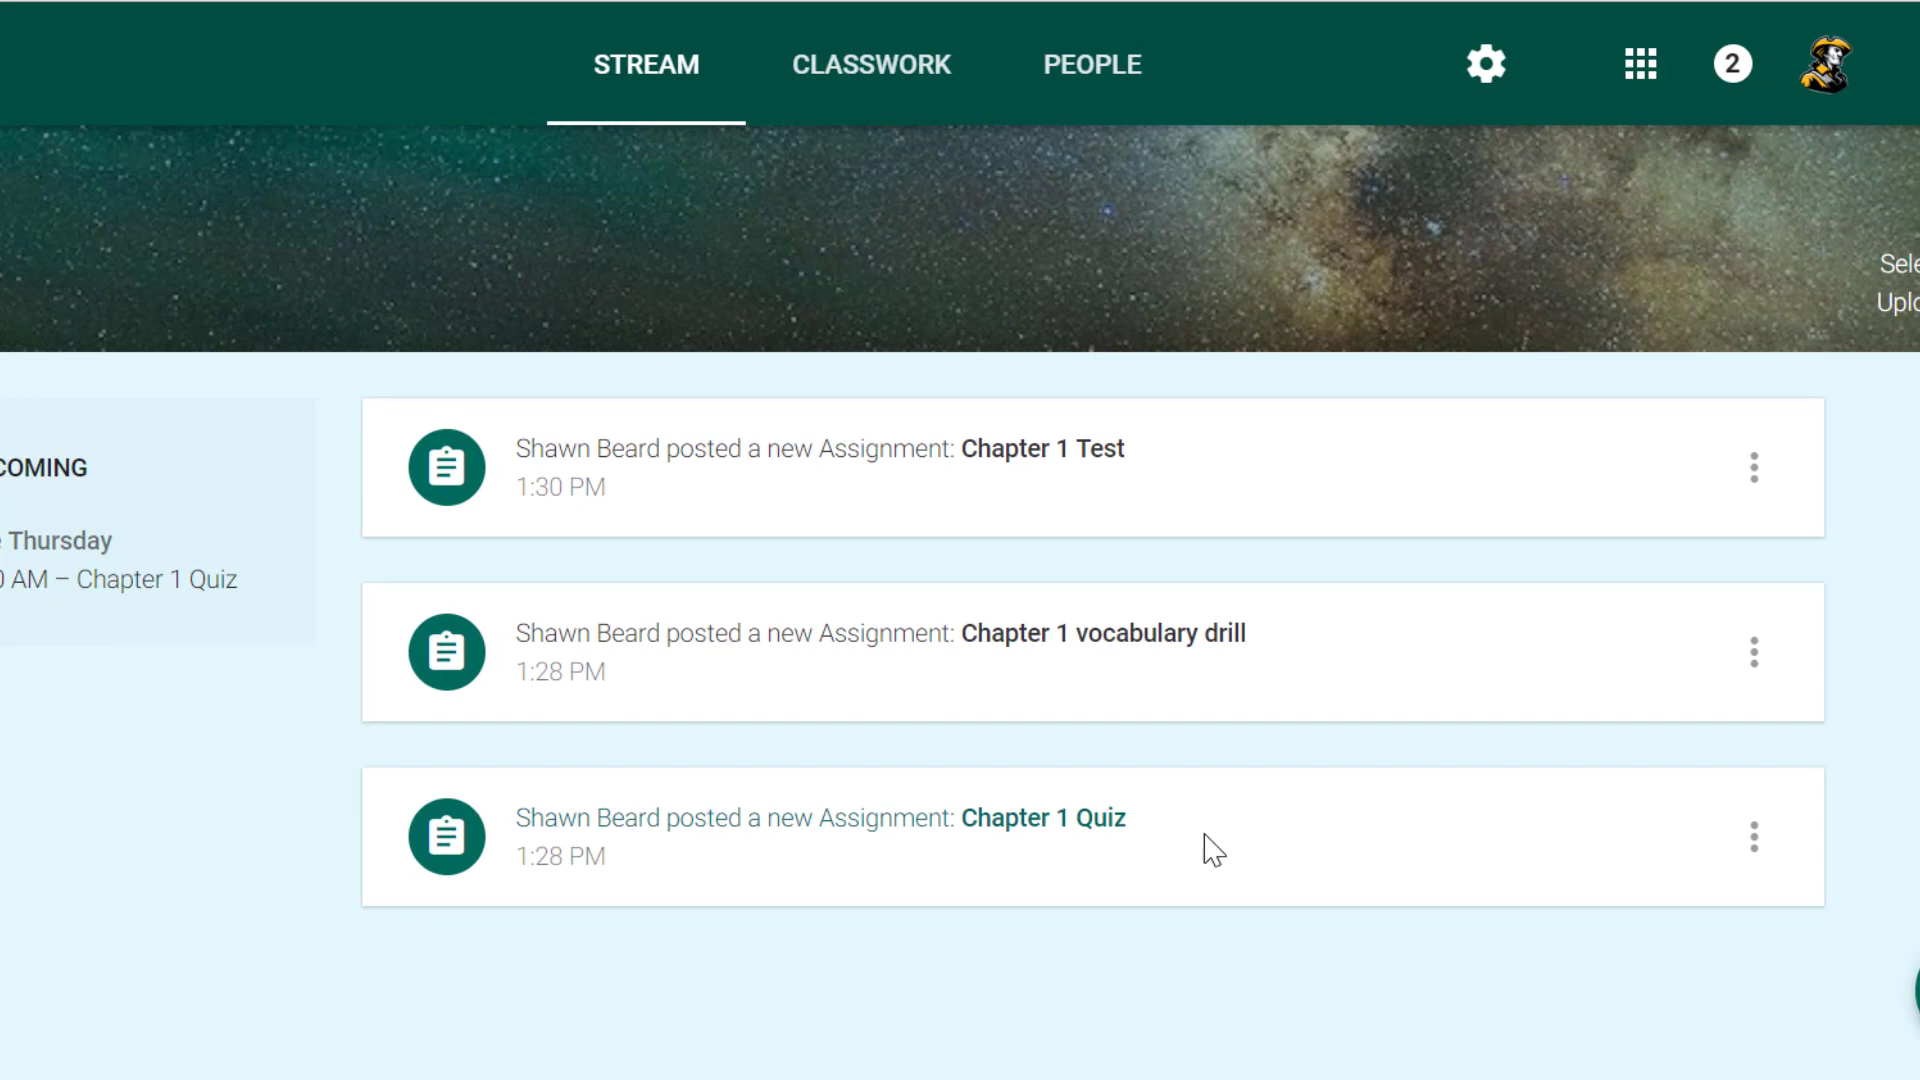 STREAM CLASSWORK PEOPLE 2
Sele
Uplo
COMING
Thursday
0 AM – Chapter 1 Quiz
Shawn Beard posted a new Assignment: Chapter 1 Test
1:30 PM
Shawn Beard posted a new Assignment: Chapter 1 vocabulary drill
1:28 PM
Shawn Beard posted a new Assignment: Chapter 1 Quiz
1:28 PM